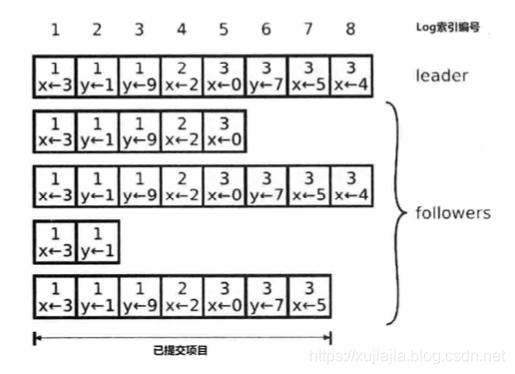 1 2 3 4 5 6 7 8 Log索引编号
1 1 1 2 3 3 3 3
x←3 y←1 y←9 x←2 x←0 y←7 x←5 x←4 leader
1 1 1 2 3
x←3 y←1 y←9 x←2 x←0
1 1 1 2 3 3 3 3
x←3 y←1 y←9 x←2 x←0 y←7 x←5 x←4
followers
1 1
x←3 y←1
1 1 1 2 3 3 3
x←3 y←1 y←9 x←2 x←0 y←7 x←5
已提交项目
https://xujiajia.blog.csdn.net